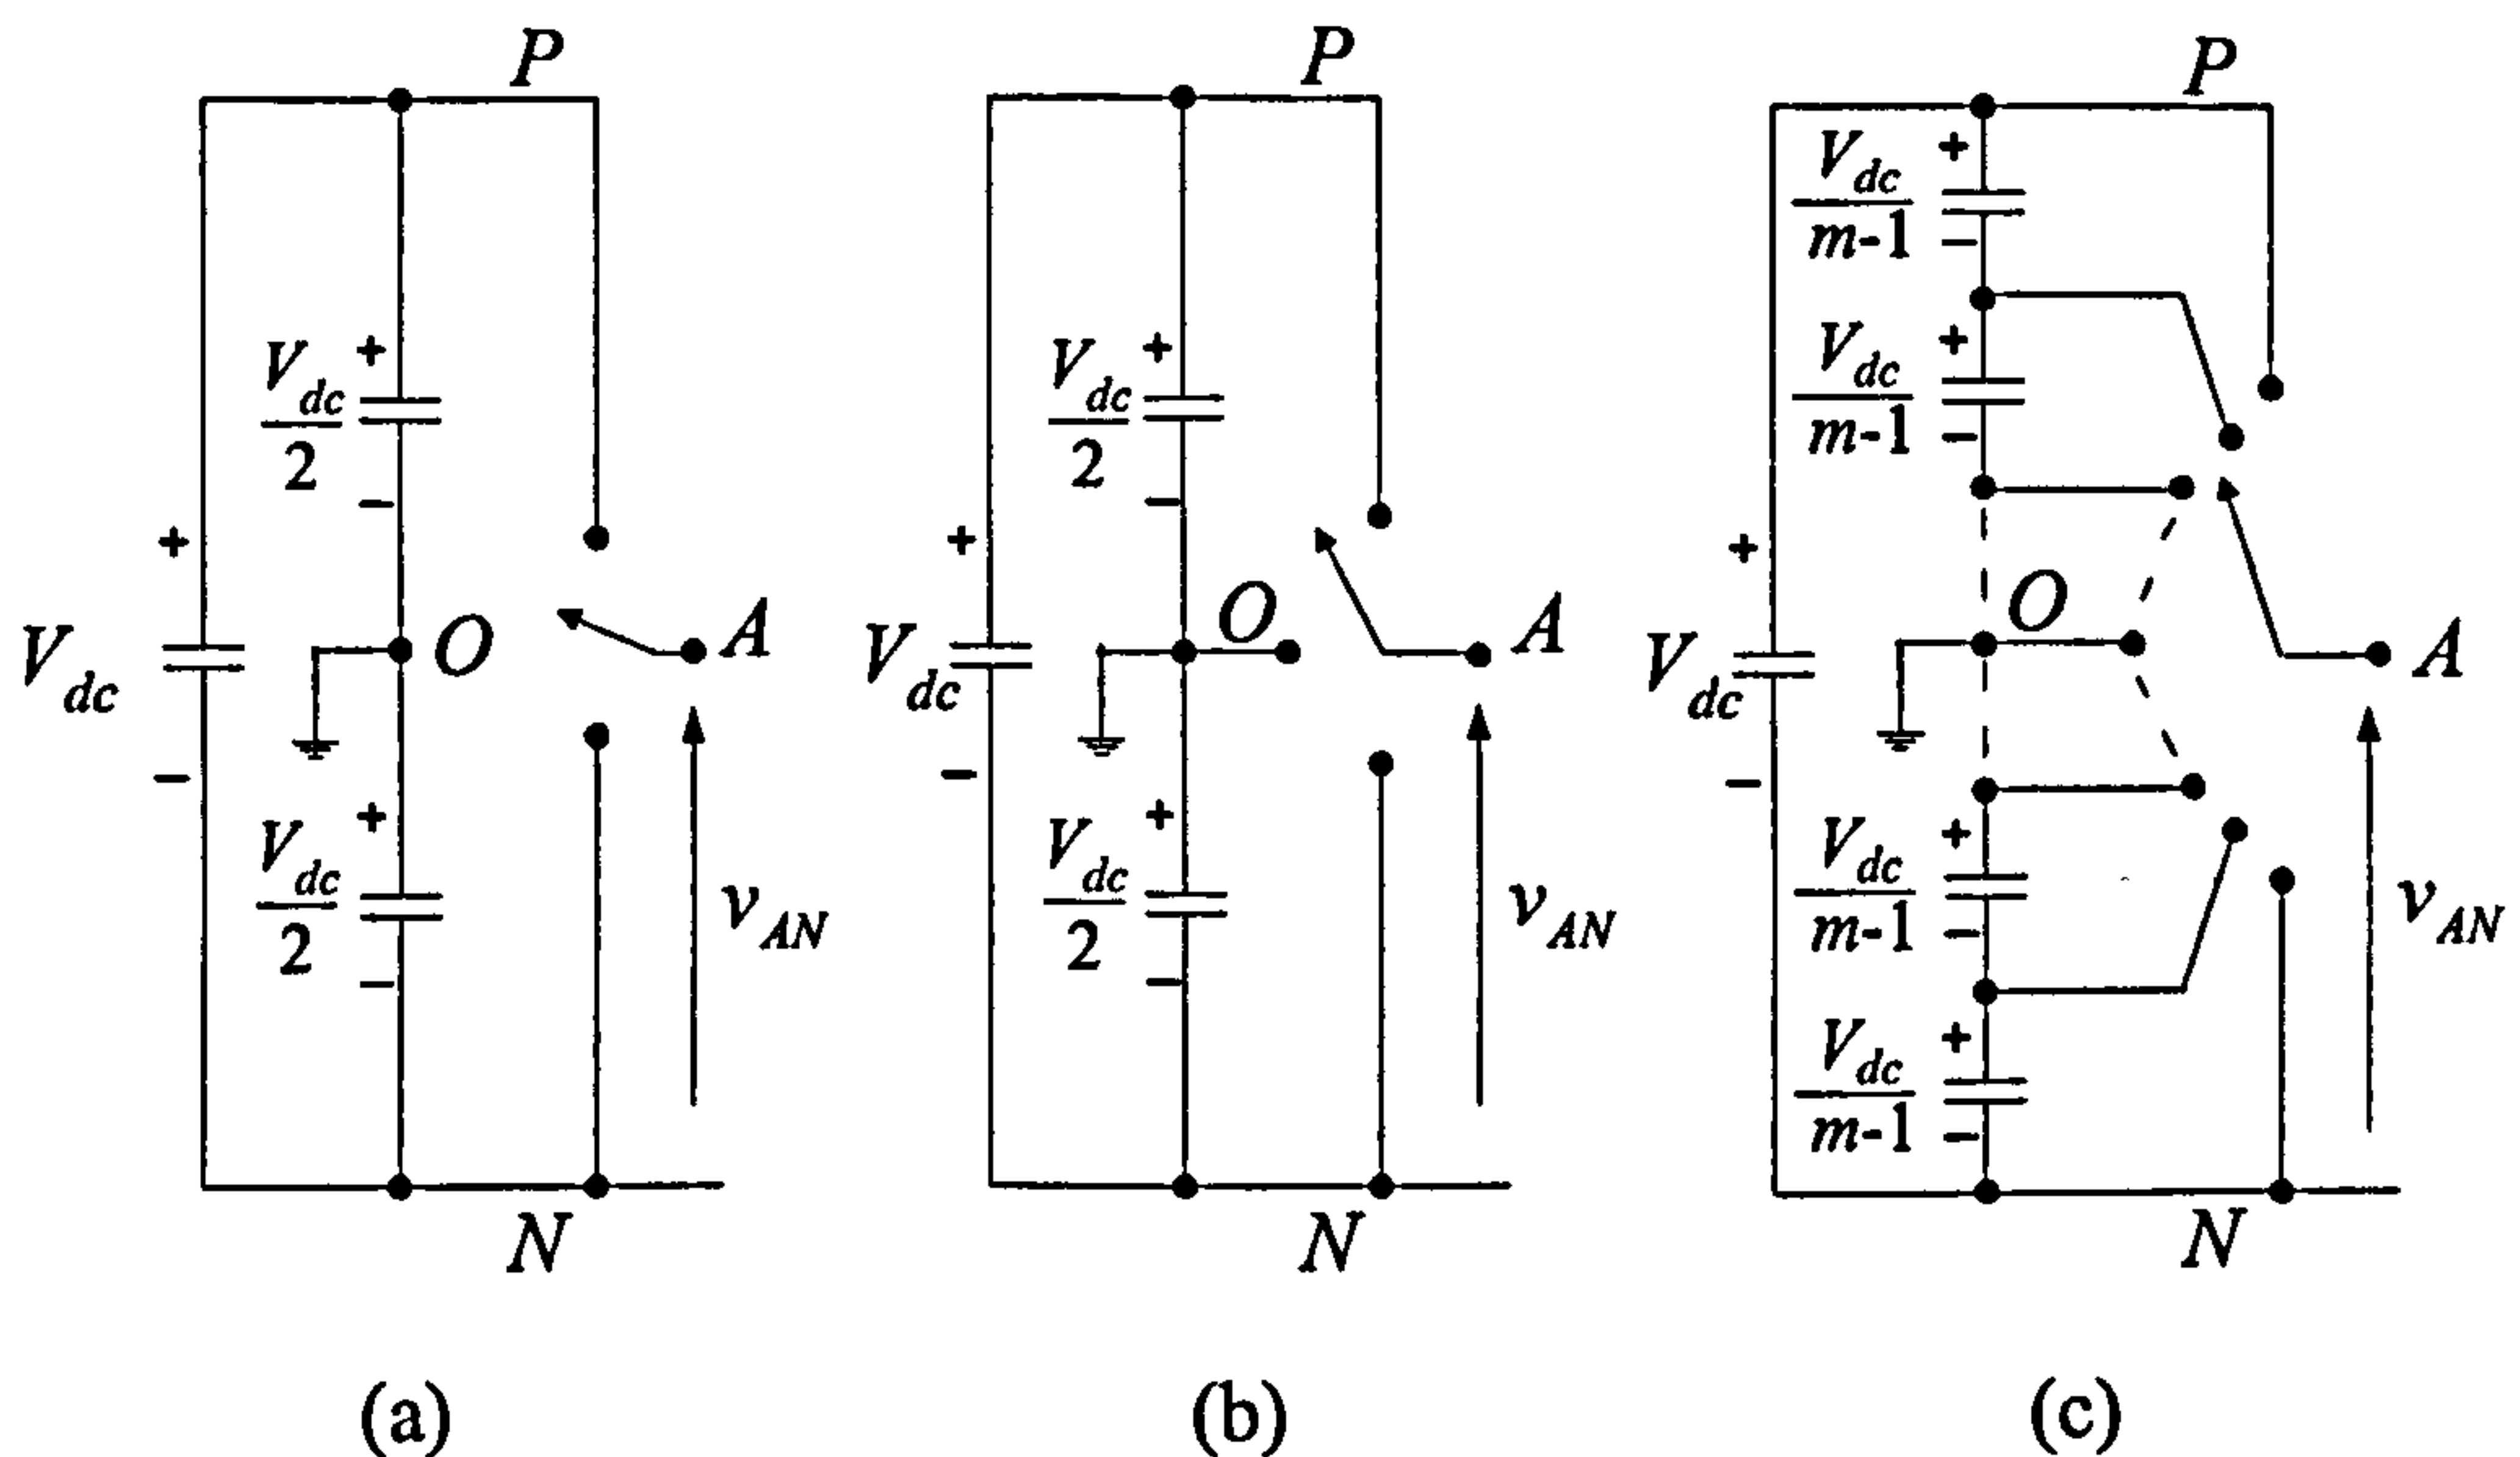 P
V_dc
+
-
V_dc/2
+
-
O
A
V_dc/2
+
-
v_AN
N
(a)
P
V_dc
+
-
V_dc/2
+
-
O
A
V_dc/2
+
-
v_AN
N
(b)
P
V_dc
+
-
V_dc/m-1
+
-
V_dc/m-1
+
-
O
A
V_dc/m-1
+
-
V_dc/m-1
+
-
v_AN
N
(c)